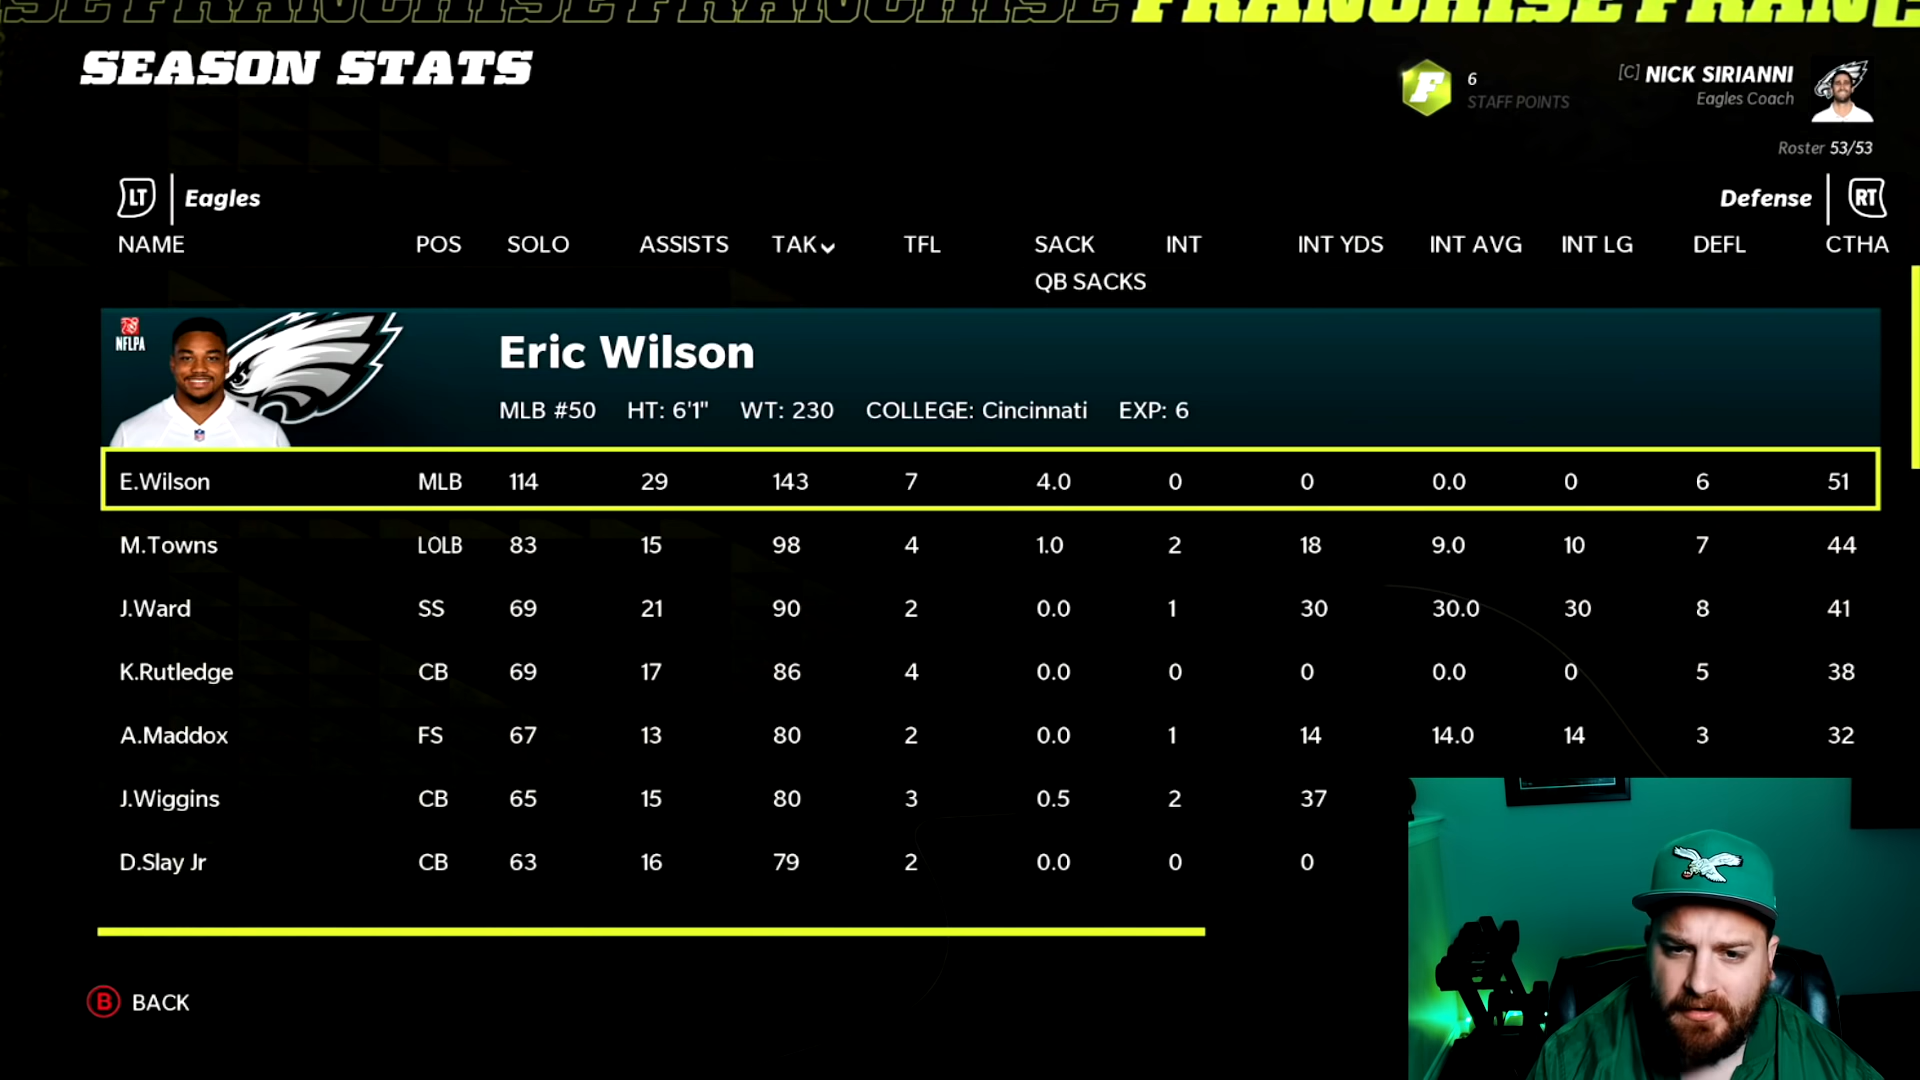 SE FRANCHISE FRANCHISE FRANCHISE FRANC
SEASON STATS
6
STAFF POINTS
[C] NICK SIRIANNI
Eagles Coach
Roster 53/53
LT Eagles
Defense RT
NAME POS SOLO ASSISTS TAK TFL SACK INT INT YDS INT AVG INT LG DEFL CTHA
QB SACKS
NFLPA
Eric Wilson
MLB #50 HT: 6'1" WT: 230 COLLEGE: Cincinnati EXP: 6
E.Wilson MLB 114 29 143 7 4.0 0 0 0.0 0 6 51
M.Towns LOLB 83 15 98 4 1.0 2 18 9.0 10 7 44
J.Ward SS 69 21 90 2 0.0 1 30 30.0 30 8 41
K.Rutledge CB 69 17 86 4 0.0 0 0 0.0 0 5 38
A.Maddox FS 67 13 80 2 0.0 1 14 14.0 14 3 32
J.Wiggins CB 65 15 80 3 0.5 2 37
D.Slay Jr CB 63 16 79 2 0.0 0 0
B BACK